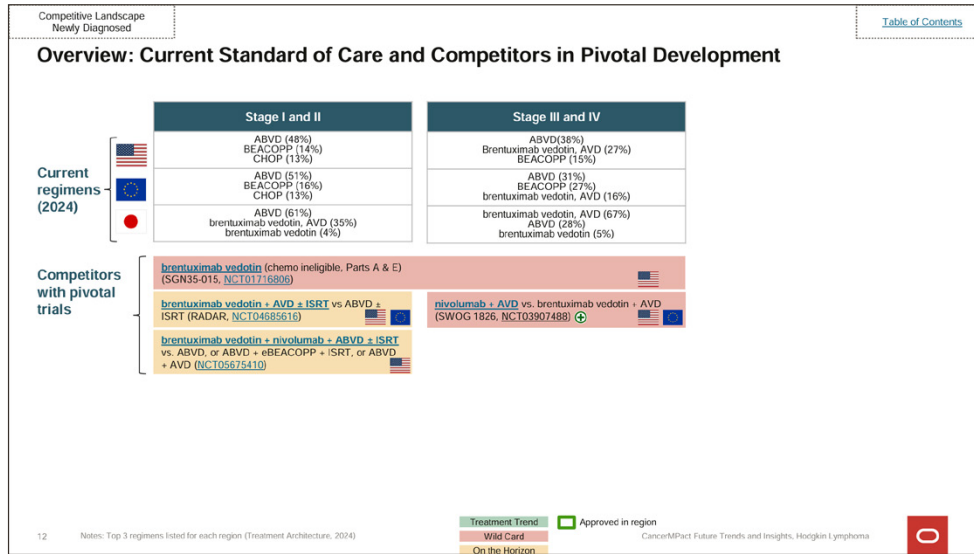 Competitive Landscape
Newly Diagnosed
Table of Contents
Overview: Current Standard of Care and Competitors in Pivotal Development
Stage I and II
Stage III and IV
Current
regimens
(2024)
ABVD (48%)
BEACOPP (14%)
CHOP (13%)
ABVD(38%)
Brentuximab vedotin, AVD (27%)
BEACOPP (15%)
ABVD (51%)
BEACOPP (16%)
CHOP (13%)
ABVD (31%)
BEACOPP (27%)
brentuximab vedotin, AVD (16%)
ABVD (61%)
brentuximab vedotin, AVD (35%)
brentuximab vedotin (4%)
brentuximab vedotin, AVD (67%)
ABVD (28%)
brentuximab vedotin (5%)
Competitors
with pivotal
trials
brentuximab vedotin (chemo ineligible, Parts A & E)
(SGN35-015, NCT01716806)
brentuximab vedotin + AVD ± ISRT vs ABVD ±
ISRT (RADAR, NCT04685616)
nivolumab + AVD vs. brentuximab vedotin + AVD
(SWOG 1826, NCT03907488)
brentuximab vedotin + nivolumab + ABVD ± ISRT
vs. ABVD, or ABVD + eBEACOPP + ISRT, or ABVD
+ AVD (NCT05675410)
Treatment Trend
Approved in region
Wild Card
On the Horizon
12
Notes: Top 3 regimens listed for each region (Treatment Architecture, 2024)
CancerMPact Future Trends and Insights, Hodgkin Lymphoma